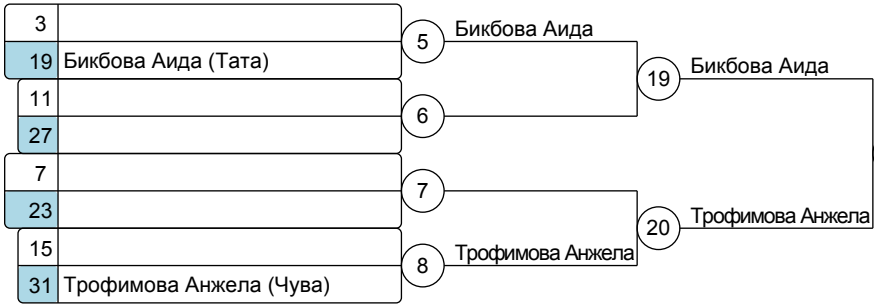 3
5 Бикбова Аида
19 Бикбова Аида (Тата)
19 Бикбова Аида
11
6
27
7
7
23
20 Трофимова Анжела
15
8 Трофимова Анжела
31 Трофимова Анжела (Чува)